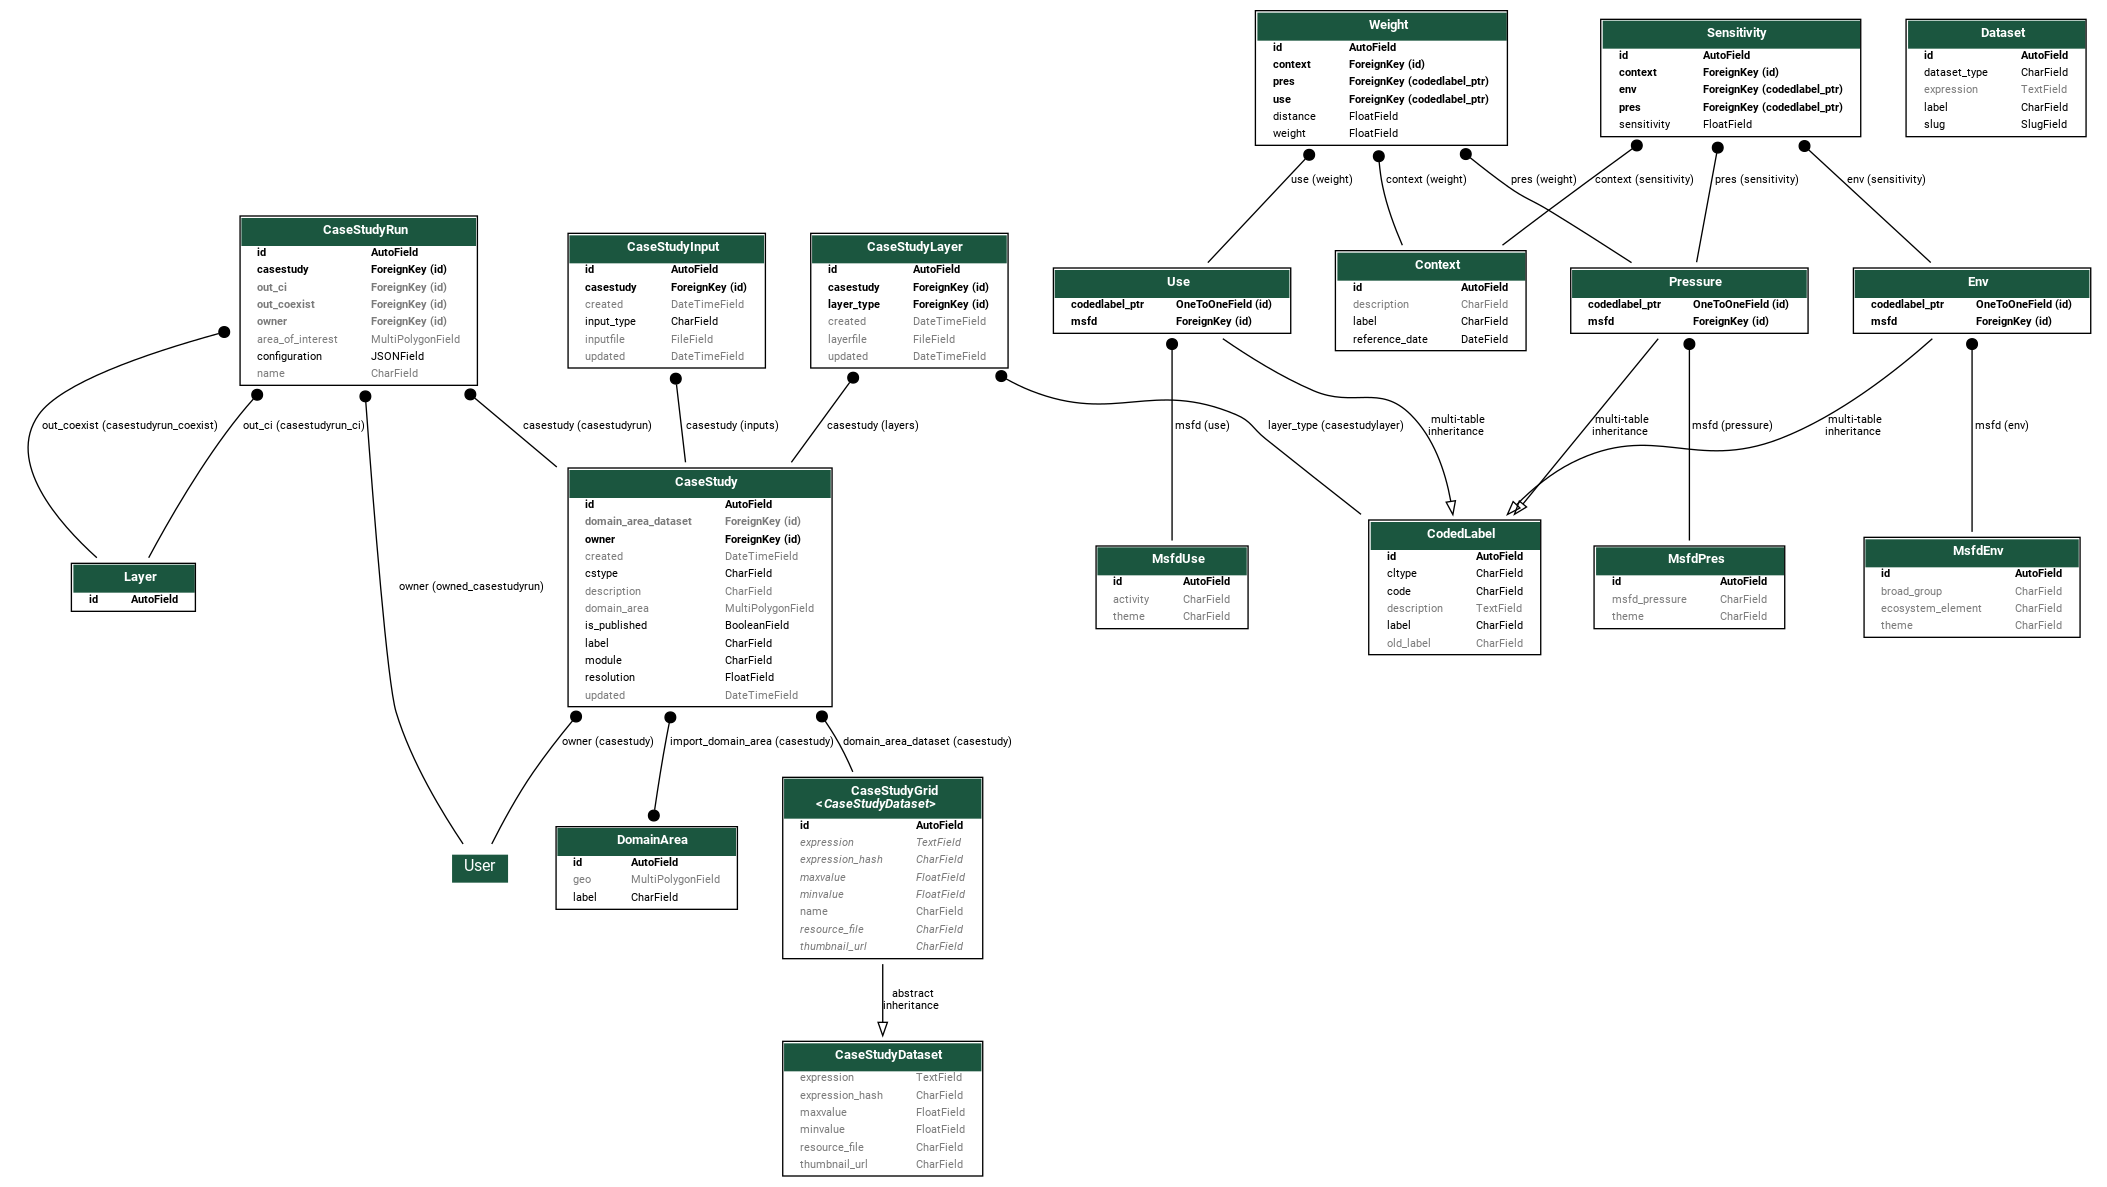 Weight
id AutoField
context ForeignKey (id)
pres ForeignKey (codedlabel_ptr)
use ForeignKey (codedlabel_ptr)
distance FloatField
weight FloatField
Sensitivity
id AutoField
context ForeignKey (id)
env ForeignKey (codedlabel_ptr)
pres ForeignKey (codedlabel_ptr)
sensitivity FloatField
Dataset
id AutoField
dataset_type CharField
expression TextField
label CharField
slug SlugField
use (weight)
context (weight)
pres (weight)
context (sensitivity)
pres (sensitivity)
env (sensitivity)
CaseStudyRun
id AutoField
casestudy ForeignKey (id)
out_ci ForeignKey (id)
out_coexist ForeignKey (id)
owner ForeignKey (id)
area_of_interest MultiPolygonField
configuration JSONField
name CharField
CaseStudyInput
id AutoField
casestudy ForeignKey (id)
created DateTimeField
input_type CharField
inputfile FileField
updated DateTimeField
CaseStudyLayer
id AutoField
casestudy ForeignKey (id)
layer_type ForeignKey (id)
created DateTimeField
layerfile FileField
updated DateTimeField
Use
codedlabel_ptr OneToOneField (id)
msfd ForeignKey (id)
Context
id AutoField
description CharField
label CharField
reference_date DateField
Pressure
codedlabel_ptr OneToOneField (id)
msfd ForeignKey (id)
Env
codedlabel_ptr OneToOneField (id)
msfd ForeignKey (id)
out_coexist (casestudyrun_coexist)
out_ci (casestudyrun_ci)
casestudy (casestudyrun)
casestudy (inputs)
casestudy (layers)
msfd (use)
layer_type (casestudylayer)
multi-table
inheritance
multi-table
inheritance
msfd (pressure)
multi-table
inheritance
msfd (env)
Layer
id AutoField
owner (owned_casestudyrun)
CaseStudy
id AutoField
domain_area_dataset ForeignKey (id)
owner ForeignKey (id)
created DateTimeField
cstype CharField
description CharField
domain_area MultiPolygonField
is_published BooleanField
label CharField
module CharField
resolution FloatField
updated DateTimeField
MsfdUse
id AutoField
activity CharField
theme CharField
CodedLabel
id AutoField
cltype CharField
code CharField
description TextField
label CharField
old_label CharField
MsfdPres
id AutoField
msfd_pressure CharField
theme CharField
MsfdEnv
id AutoField
broad_group CharField
ecosystem_element CharField
theme CharField
owner (casestudy)
import_domain_area (casestudy)
domain_area_dataset (casestudy)
User
DomainArea
id AutoField
geo MultiPolygonField
label CharField
CaseStudyGrid
<CaseStudyDataset>
id AutoField
expression TextField
expression_hash CharField
maxvalue FloatField
minvalue FloatField
name CharField
resource_file CharField
thumbnail_url CharField
abstract
inheritance
CaseStudyDataset
expression TextField
expression_hash CharField
maxvalue FloatField
minvalue FloatField
resource_file CharField
thumbnail_url CharField